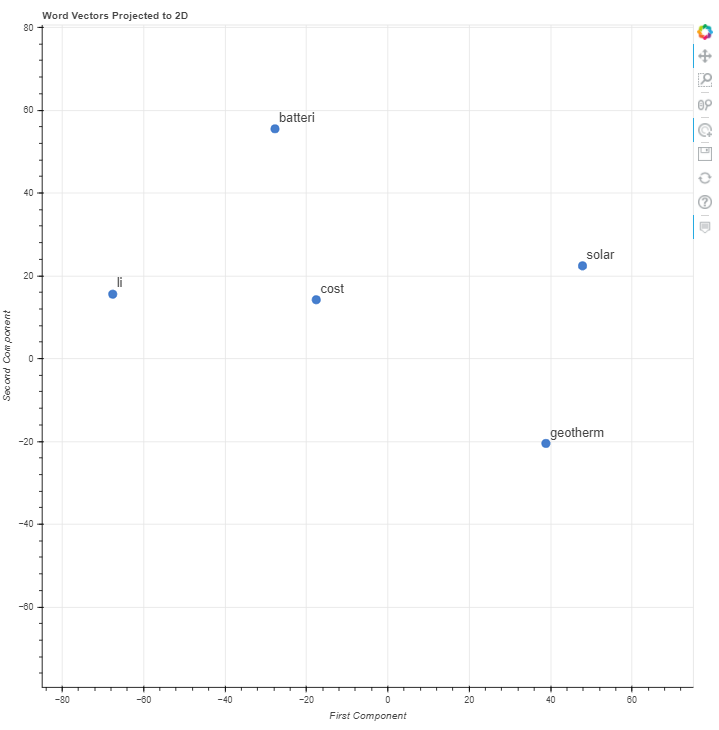 Word Vectors Projected to 2D
80
60
batteri
40
solar
20
li
cost
0
Second Component
geotherm
−20
−40
−60
−80
−60
−40
−20
0
20
40
60
First Component